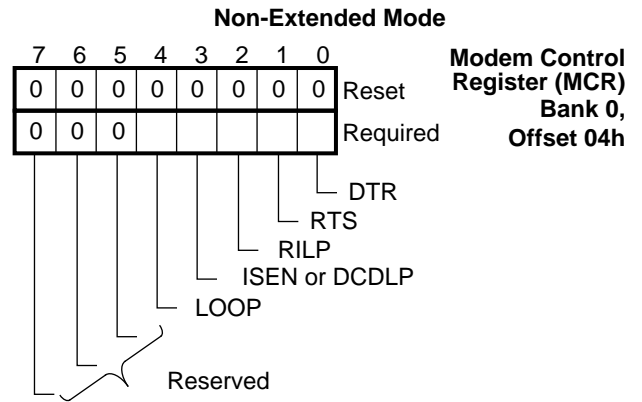 Non-Extended Mode
7 6 5 4 3 2 1 0
Modem Control
Register (MCR)
Bank 0,
Offset 04h
0 0 0 0 0 0 0 0 Reset
0 0 0 Required
DTR
RTS
RILP
ISEN or DCDLP
LOOP
Reserved